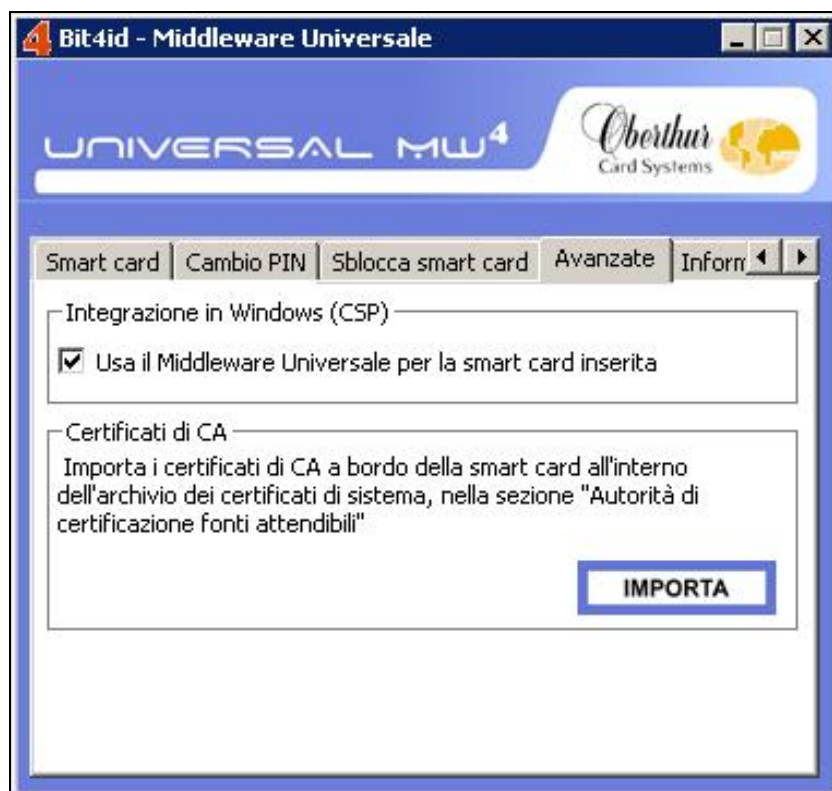 4 Bit4id - Middleware Universale
UNIVERSAL MW4
Oberthur
Card Systems
Smart card Cambio PIN Sblocca smart card Avanzate Inform
Integrazione in Windows (CSP)
Usa il Middleware Universale per la smart card inserita
Certificati di CA
Importa i certificati di CA a bordo della smart card all'interno
dell'archivio dei certificati di sistema, nella sezione "Autorità di
certificazione fonti attendibili"
IMPORTA